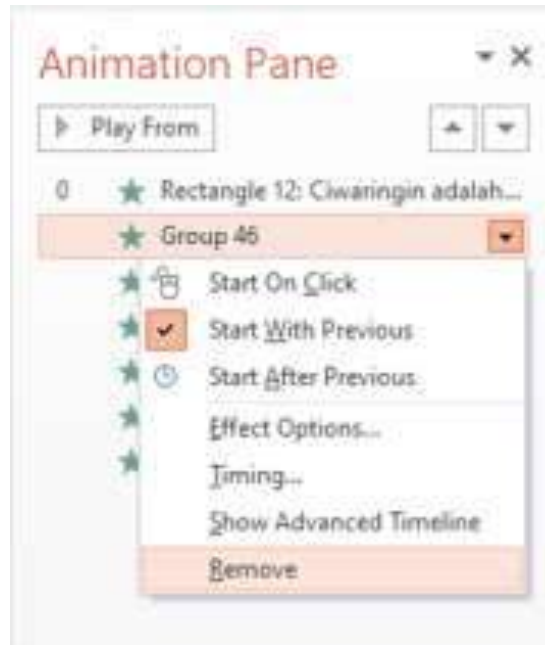 Animation Pane
Play From
0 Rectangle 12: Ciwaringin adalah...
Group 46
Start On Click
Start With Previous
Start After Previous
Effect Options...
Timing...
Show Advanced Timeline
Remove